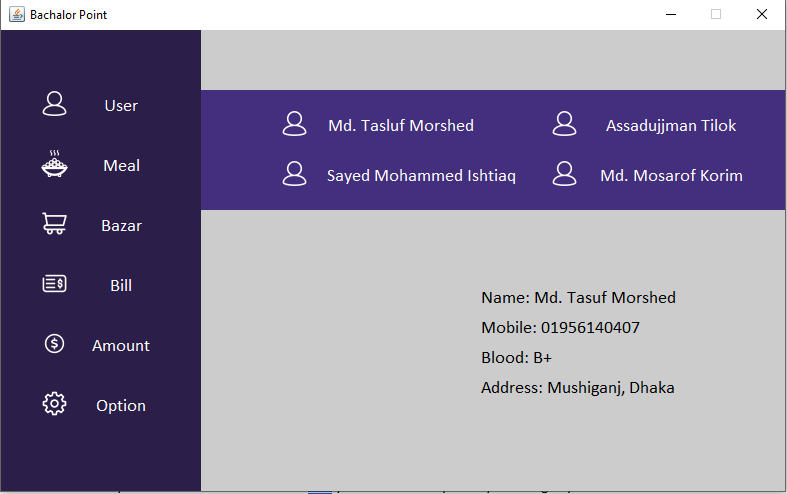 Bachalor Point
User
Meal
Bazar
Bill
Amount
Option
Md. Tasluf Morshed
Assadujjman Tilok
Sayed Mohammed Ishtiaq
Md. Mosarof Korim
Name: Md. Tasuf Morshed
Mobile: 01956140407
Blood: B+
Address: Mushiganj, Dhaka